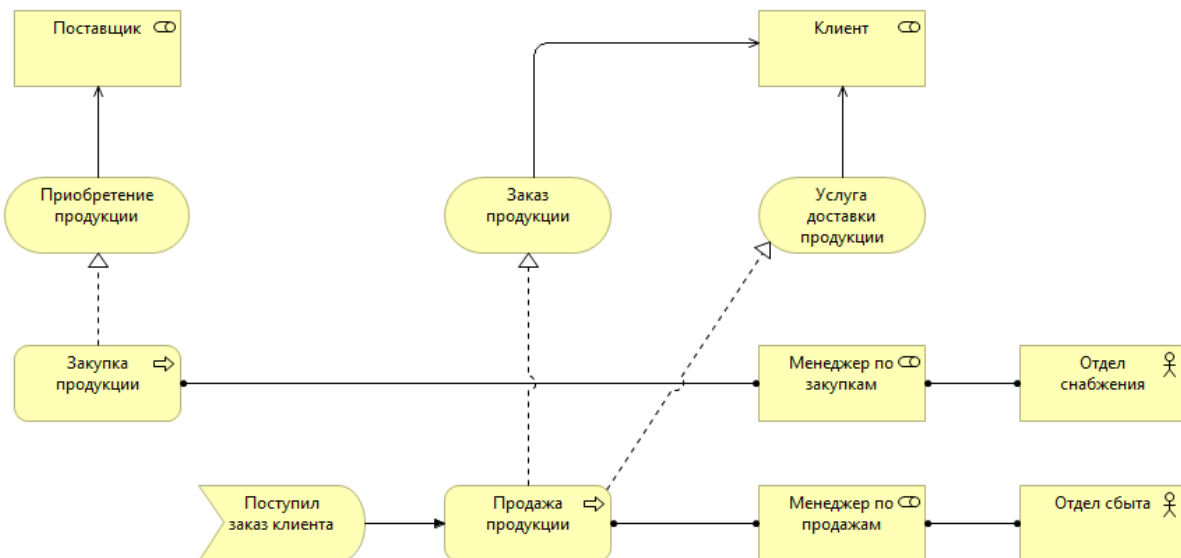 Поставщик
Клиент
Приобретение
продукции
Заказ
продукции
Услуга
доставки
продукции
Закупка
продукции
Менеджер по
закупкам
Отдел
снабжения
Поступил
заказ клиента
Продажа
продукции
Менеджер по
продажам
Отдел сбыта